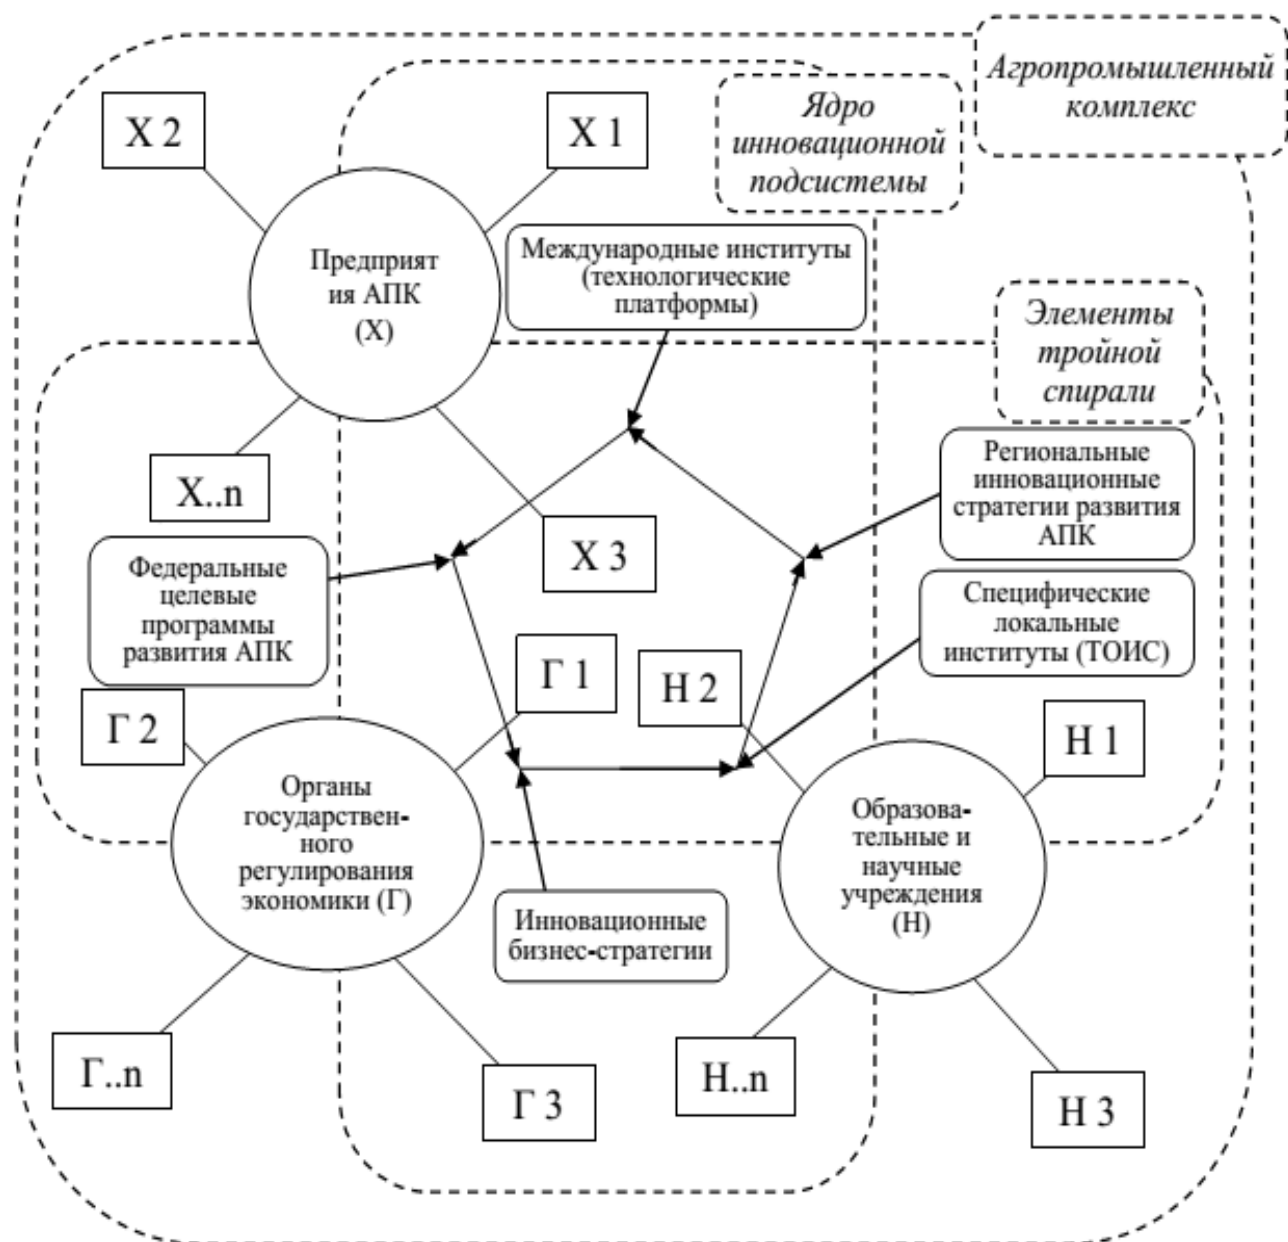 Агропромышленный
комплекс
Ядро
инновационной
подсистемы
X 2
X 1
Предприят
ия АПК
(X)
Международные институты
(технологические
платформы)
Элементы
тройной
спирали
Региональные
инновационные
стратегии развития
АПК
X..n
X 3
Федеральные
целевые
программы
развития АПК
Специфические
локальные
институты (ТОИС)
Г 1
Н 2
Г 2
Н 1
Органы
государствен-
ного
регулирования
экономики (Г)
Образова-
тельные и
научные
учреждения
(Н)
Инновационные
бизнес-стратегии
Г..n
Г 3
Н..n
Н 3